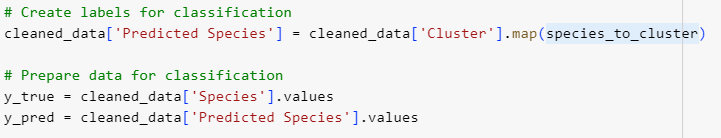 # Create labels for classification
cleaned_data['Predicted Species'] = cleaned_data['Cluster'].map(species_to_cluster)
# Prepare data for classification
y_true = cleaned_data['Species'].values
y_pred = cleaned_data['Predicted Species'].values